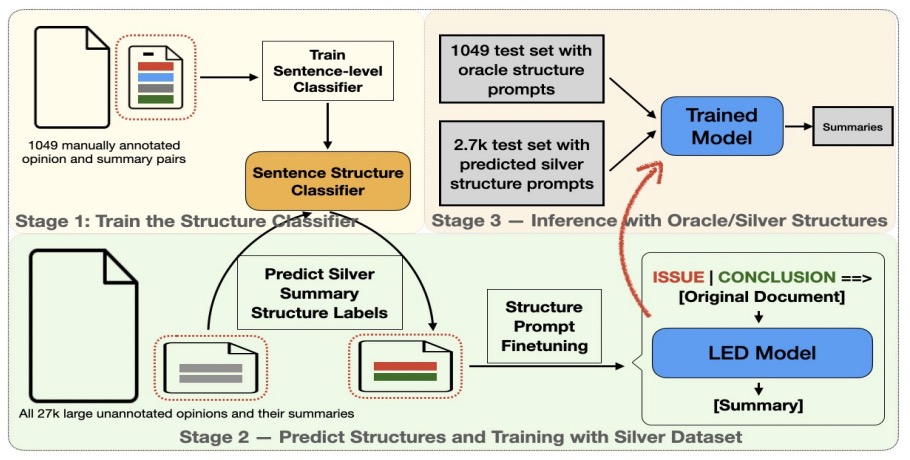 Train
Sentence-level
Classifier
1049 manually annotated
opinion and summary pairs
Sentence Structure
Classifier
Stage 1: Train the Structure Classifier
1049 test set with
oracle structure
prompts
2.7k test set with
predicted silver
structure prompts
Trained
Model
Summaries
Stage 3 — Inference with Oracle/Silver Structures
Predict Silver
Summary
Structure Labels
Structure
Prompt
Finetuning
ISSUE | CONCLUSION ==>
[Original Document]
LED Model
[Summary]
All 27k large unannotated opinions and their summaries
Stage 2 — Predict Structures and Training with Silver Dataset